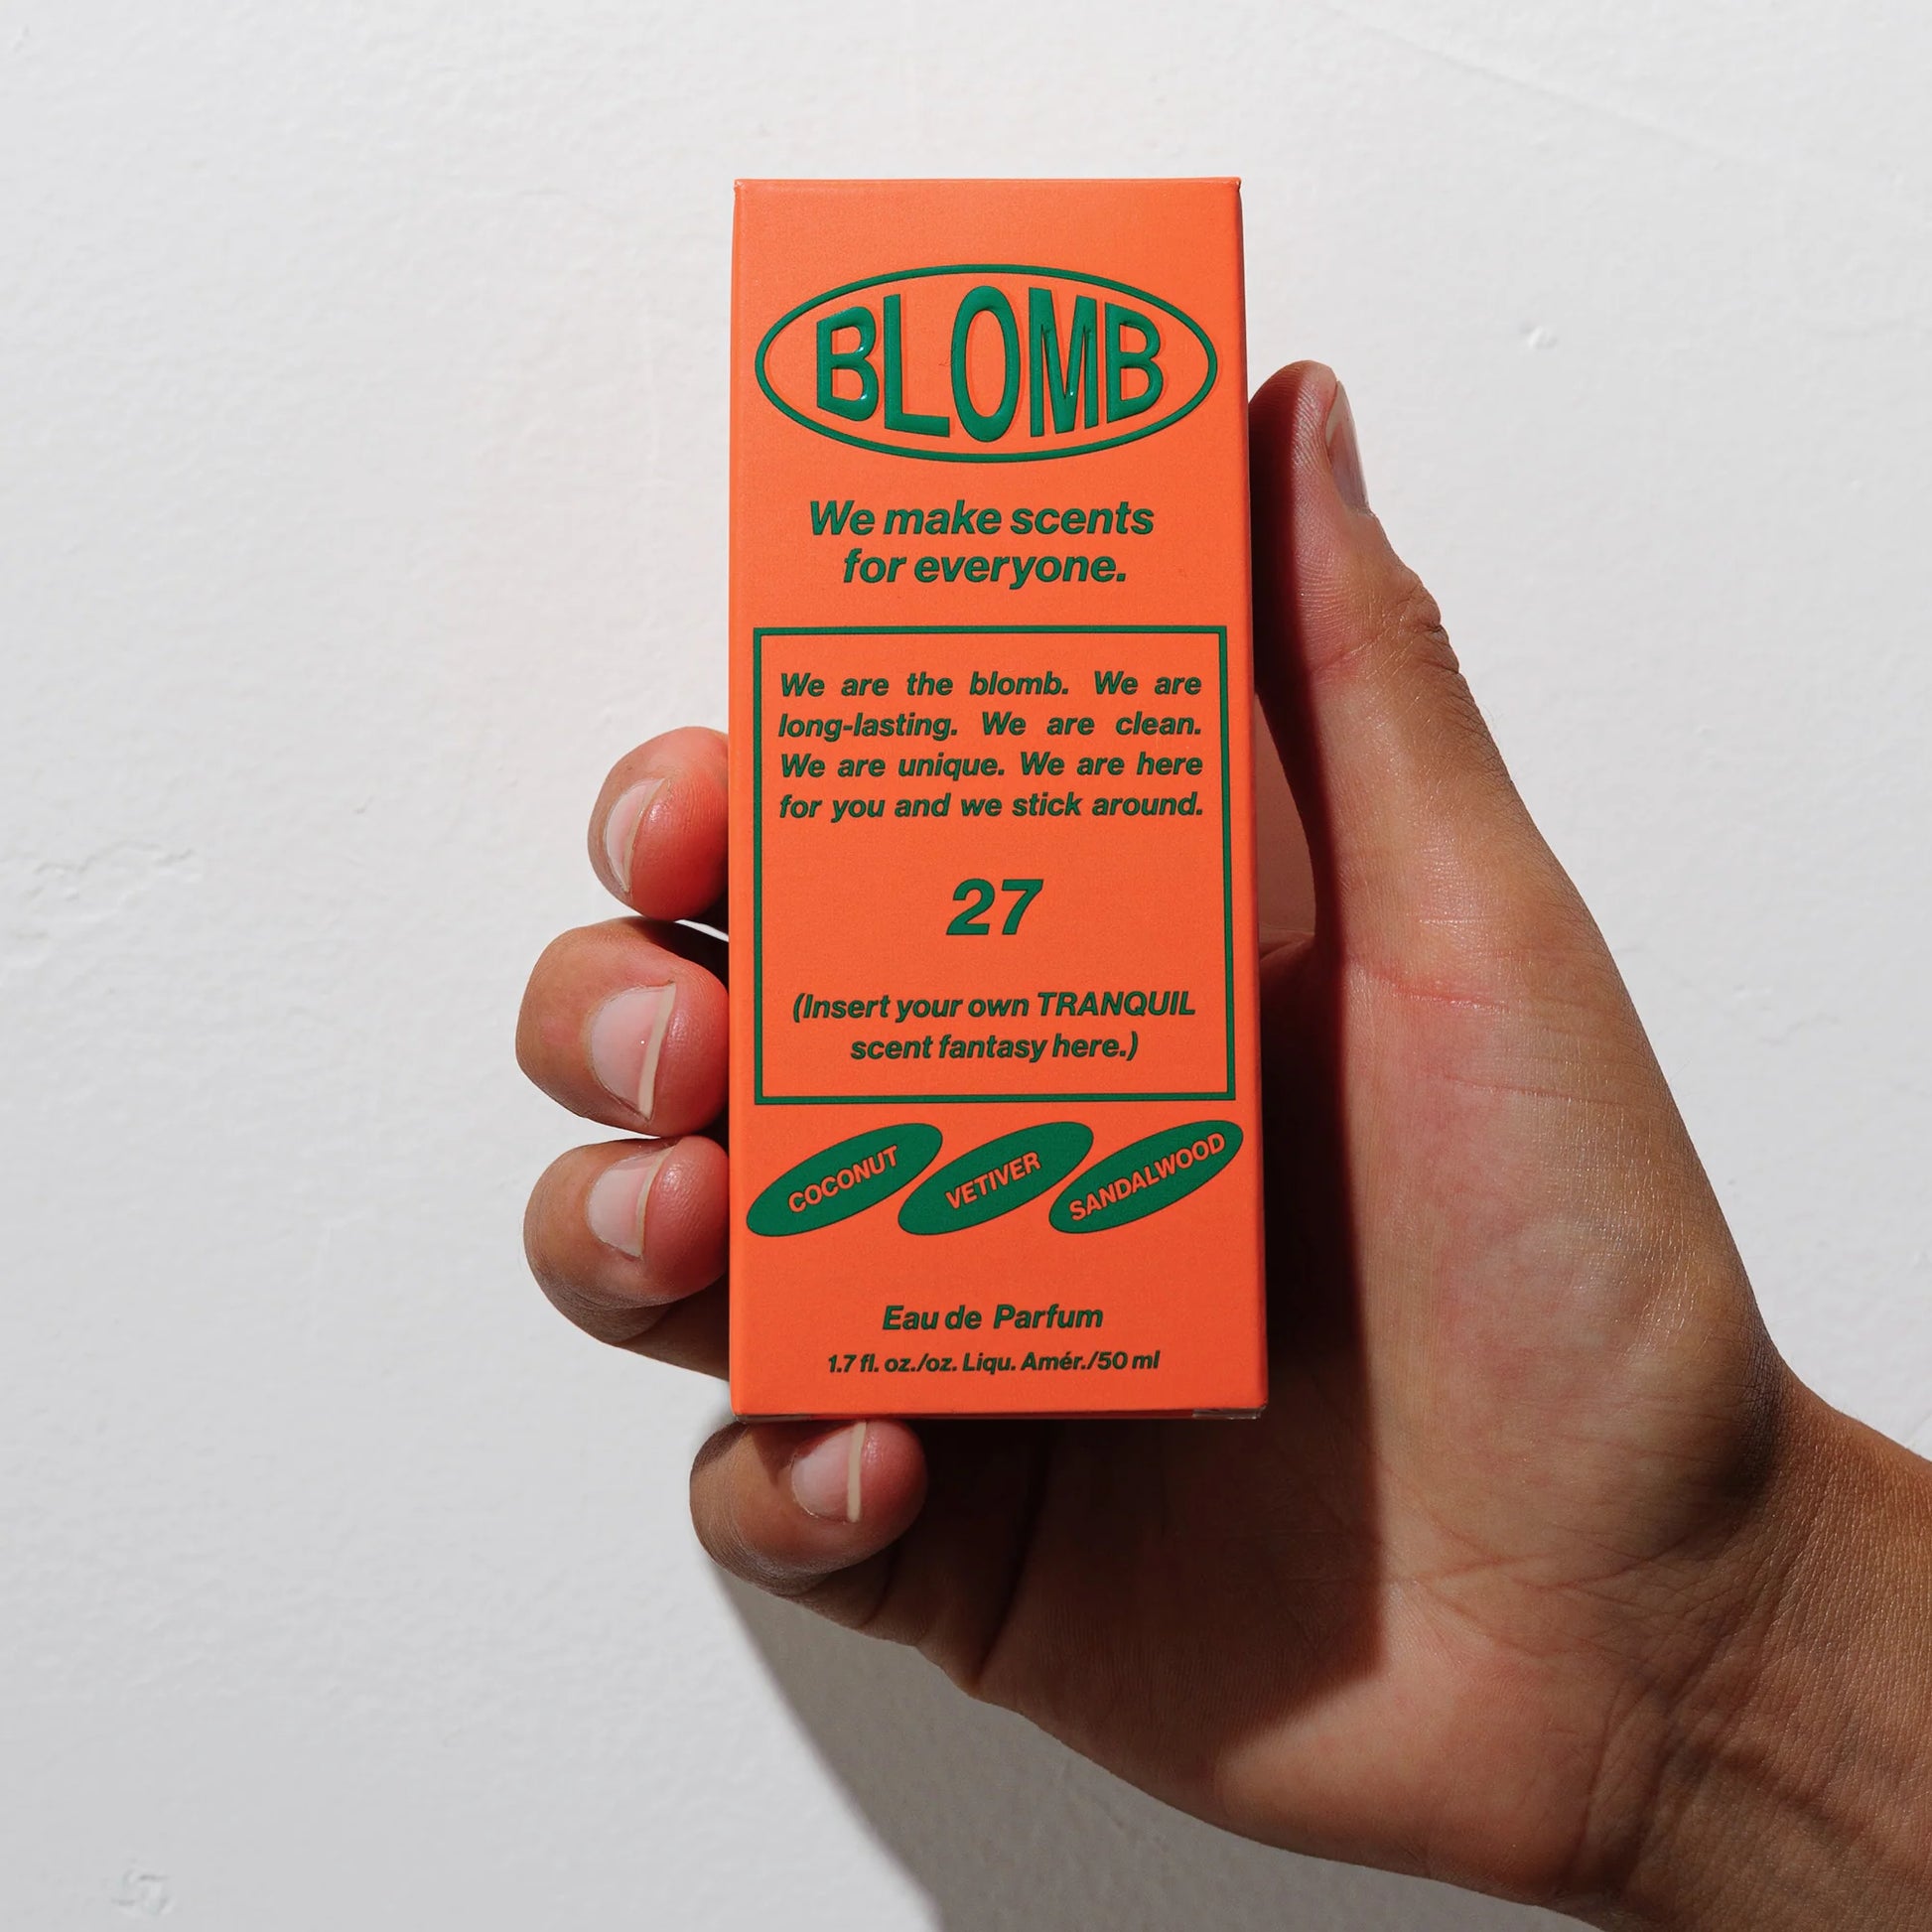 BLOMB
We make scents
for everyone.
We are the blomb. We are
long-lasting. We are clean.
We are unique. We are here
for you and we stick around.
27
(Insert your own TRANQUIL
scent fantasy here.)
COCONUT
VETIVER
SANDALWOOD
Eau de Parfum
1.7 fl. oz./oz. Liqu. Amér./50 ml